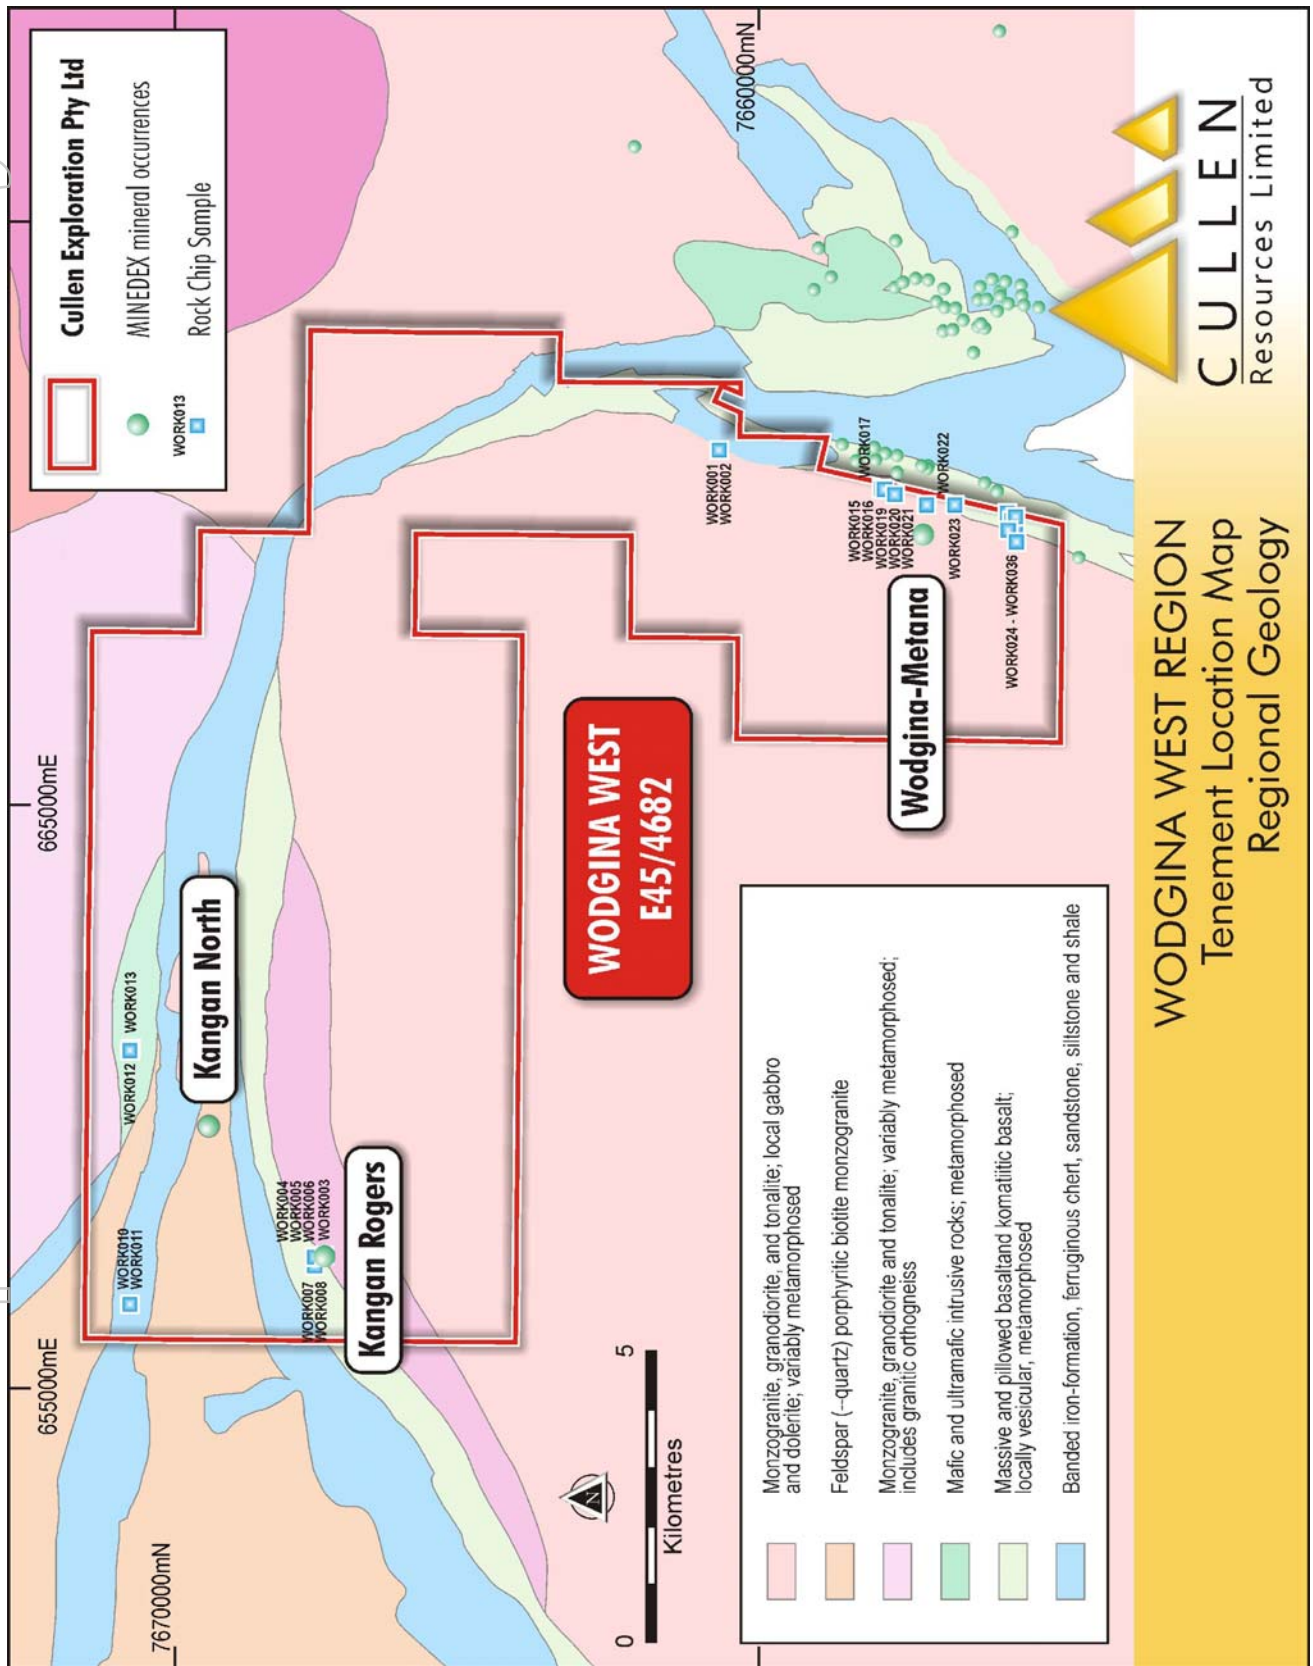 Cullen Exploration Pty Ltd
MINEDEX mineral occurrences
WORK013
Rock Chip Sample
655000mE
665000mE
7670000mN
7660000mN
WORK010
WORK011
WORK012
WORK013
Kangan North
WORK004
WORK005
WORK006
WORK003
WORK007
WORK008
Kangan Rogers
WODGINA WEST
E45/4682
WORK001
WORK002
WORK017
WORK015
WORK016
WORK019
WORK020
WORK021
WORK022
WORK023
WORK024 - WORK036
Wodgina-Metana
N
0
5
Kilometres
Monzogranite, granodiorite, and tonalite; local gabbro
and dolerite; variably metamorphosed
Feldspar (--quartz) porphyritic biotite monzogranite
Monzogranite, granodiorite and tonalite; variably metamorphosed;
includes granitic orthogneiss
Mafic and ultramafic intrusive rocks; metamorphosed
Massive and pillowed basaltand komatiitic basalt;
locally vesicular, metamorphosed
Banded iron-formation, ferruginous chert, sandstone, siltstone and shale
WODGINA WEST REGION
Tenement Location Map
Regional Geology
CULLEN
Resources Limited